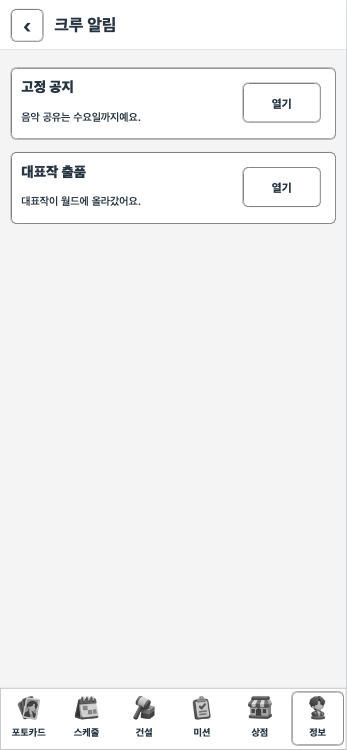 크루 알림
고정 공지
음악 공유는 수요일까지예요.
열기
대표작 출품
대표작이 월드에 올라갔어요.
열기
포토카드
스케줄
건설
미션
상점
정보